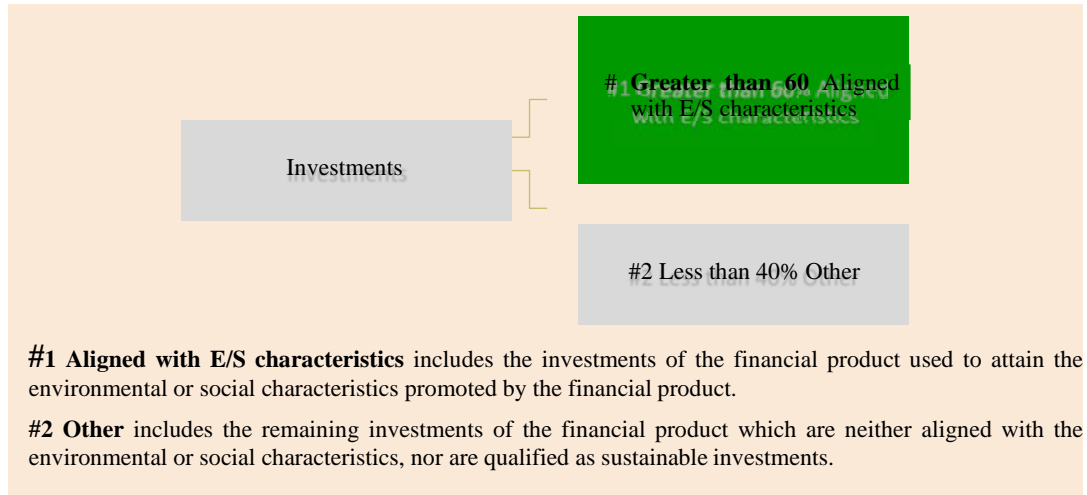 # Greater than 60 Aligned
with E/S characteristics
Investments
#2 Less than 40% Other
#1 Aligned with E/S characteristics includes the investments of the financial product used to attain the
environmental or social characteristics promoted by the financial product.
#2 Other includes the remaining investments of the financial product which are neither aligned with the
environmental or social characteristics, nor are qualified as sustainable investments.